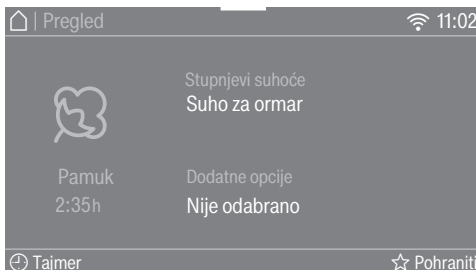 | Pregled 11:02
Stupnjevi suhoće
Suho za ormar
Pamuk
2:35h
Dodatne opcije
Nije odabrano
Tajmer Pohraniti